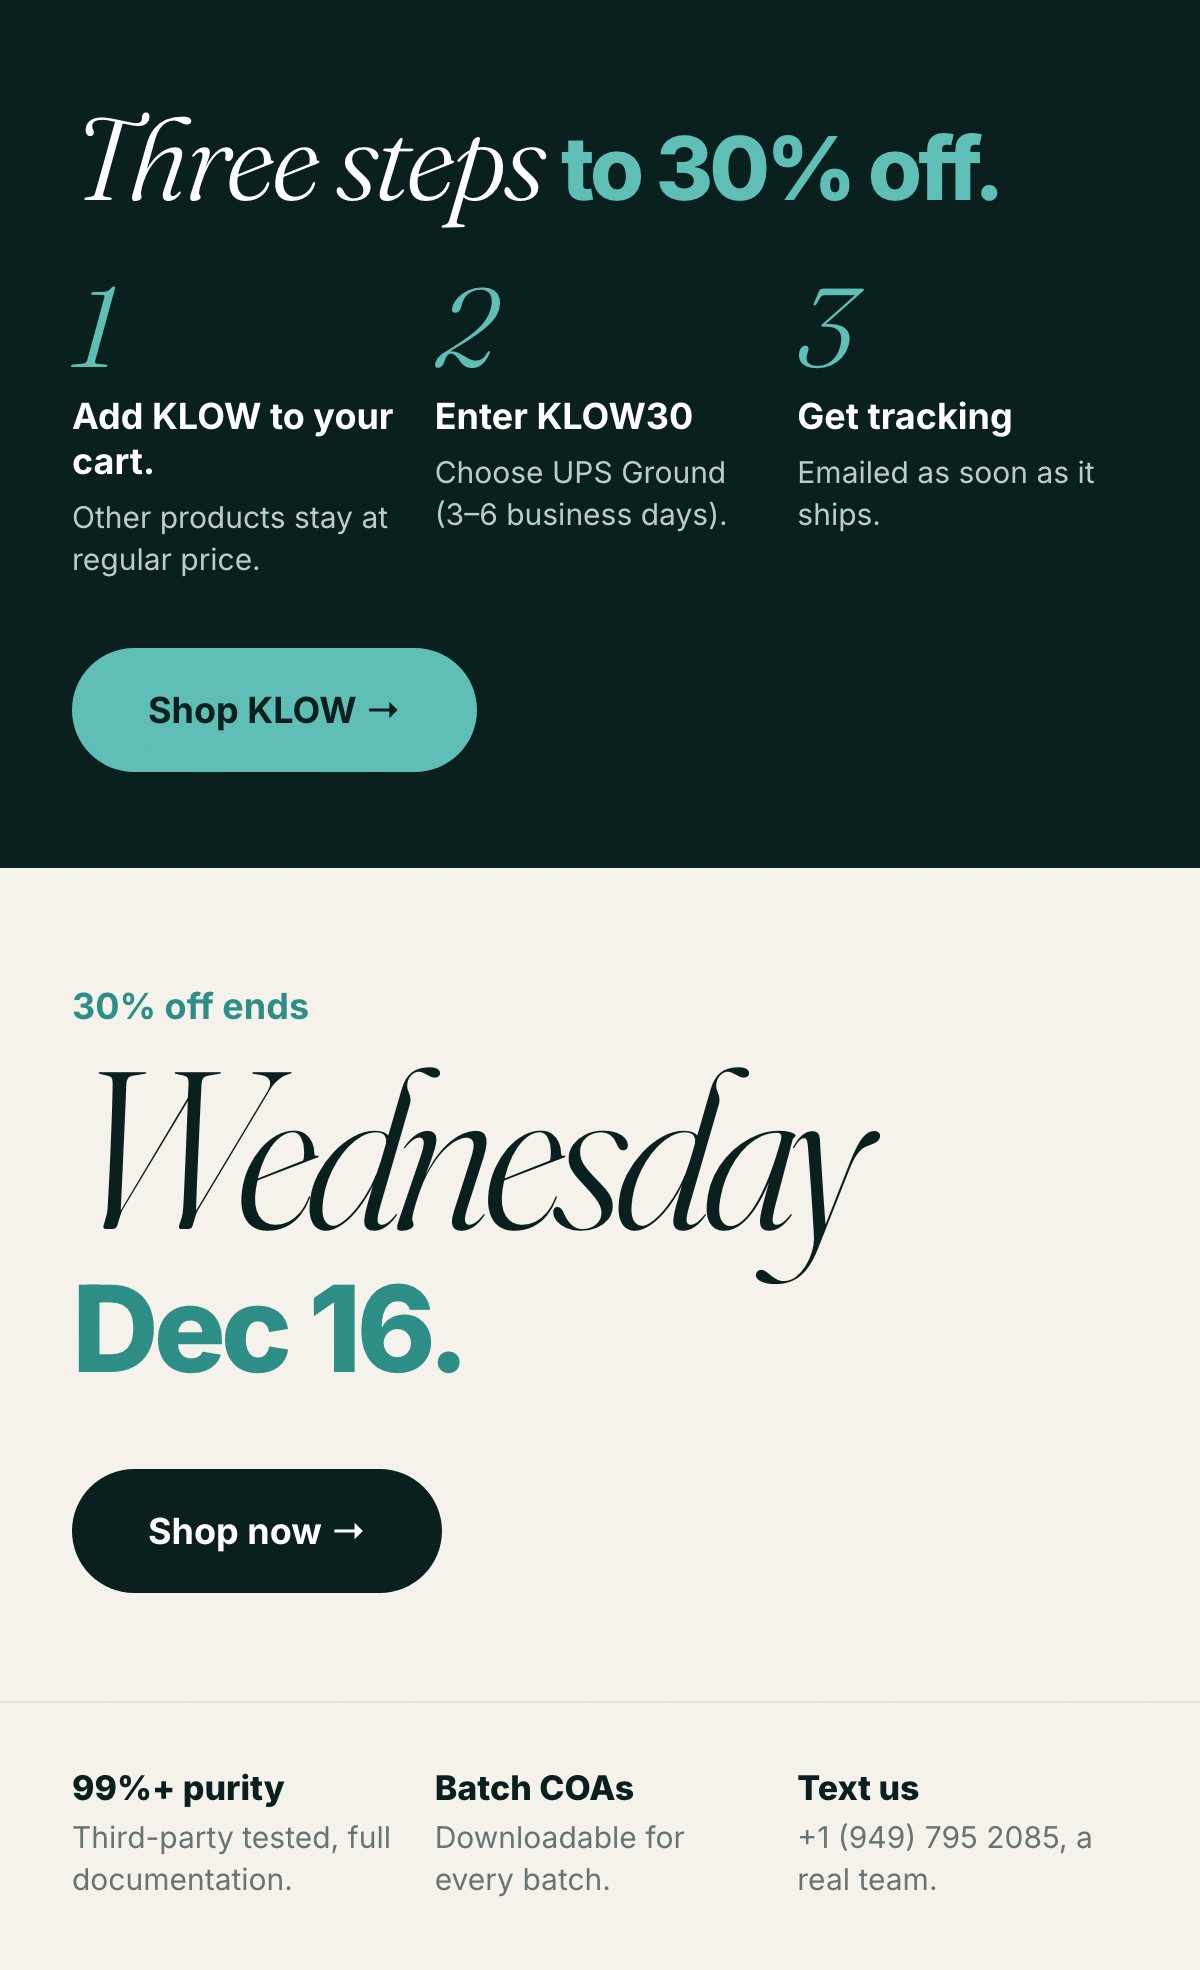 Three steps to 30% off.
1
Add KLOW to your
cart.
Other products stay at
regular price.
2
Enter KLOW30
Choose UPS Ground
(3–6 business days).
3
Get tracking
Emailed as soon as it
ships.
Shop KLOW →
30% off ends
Wednesday
Dec 16.
Shop now →
99%+ purity
Third-party tested, full
documentation.
Batch COAs
Downloadable for
every batch.
Text us
+1 (949) 795 2085, a
real team.